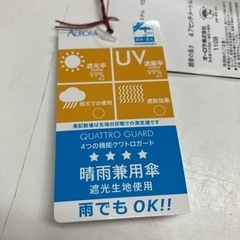 AURORA
遮光率
99%
UV
遮蔽率
99%
雨天での使用
遮熱効果
表記数値は生地の状態での測定値です
QUATTRO GUARD
4つの機能クワトロガード
★★★★
晴雨兼用傘
遮光生地使用
雨でもOK!!